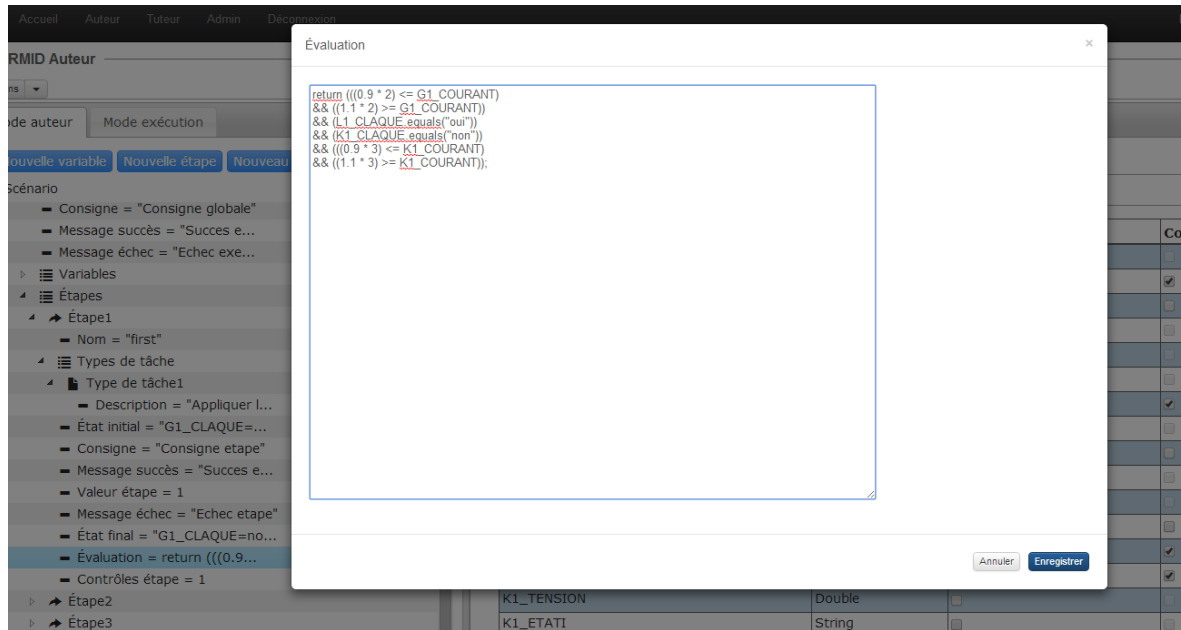 Accueil Auteur Tuteur Admin Déconnexion
RMID Auteur
ns
Évaluation
×
ode auteur Mode exécution
Nouvelle variable Nouvelle étape Nouveau
return (((0.9 * 2) <= G1_COURANT)
&& ((1.1 * 2) >= G1_COURANT))
&& (L1_CLAQUE.equals("oui"))
&& (K1_CLAQUE.equals("non"))
&& (((0.9 * 3) <= K1_COURANT)
&& ((1.1 * 3) >= K1_COURANT));
Scénario
Consigne = "Consigne globale"
Message succès = "Succes e...
Message échec = "Echec exe...
Variables
Étapes
Étape1
Nom = "first"
Types de tâche
Type de tâche1
Description = "Appliquer l...
État initial = "G1_CLAQUE=...
Consigne = "Consigne etape"
Message succès = "Succes e...
Valeur étape = 1
Message échec = "Echec etape"
État final = "G1_CLAQUE=no...
Évaluation = return (((0.9...
Contrôles étape = 1
Étape2
Étape3
Co
Annuler Enregistrer
K1_TENSION Double
K1_ETATI String